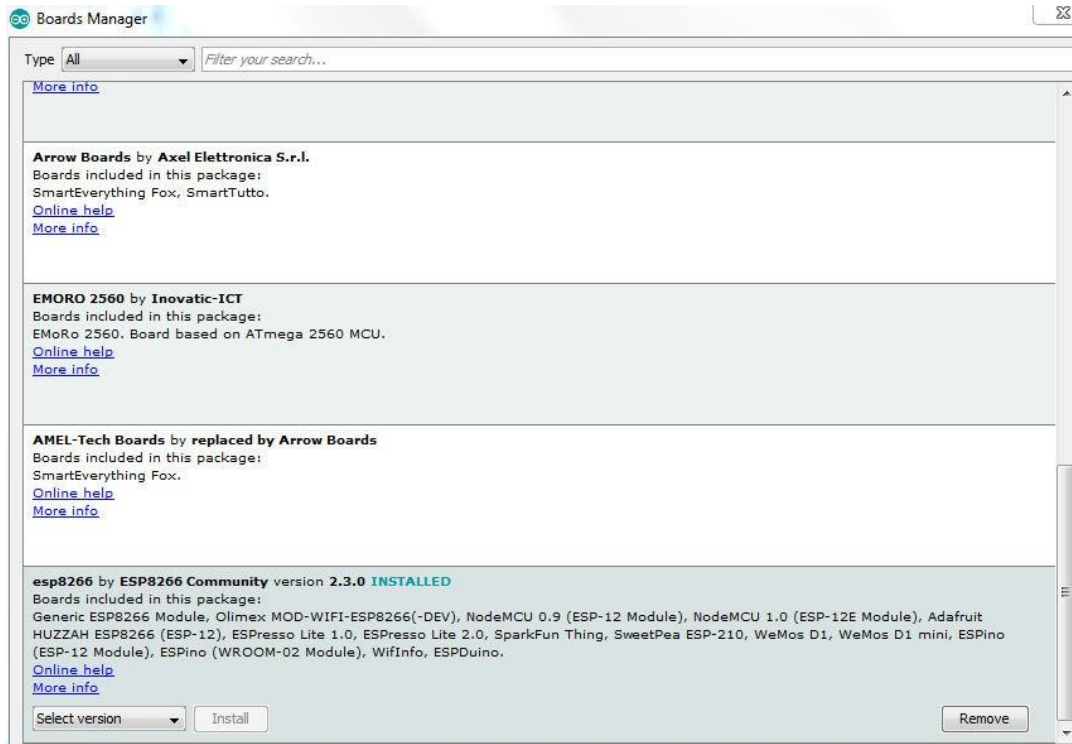 Boards Manager
Type All Filter your search...
More info
Arrow Boards by Axel Elettronica S.r.l.
Boards included in this package:
SmartEverything Fox, SmartTutto.
Online help
More info
EMORO 2560 by Inovatic-ICT
Boards included in this package:
EMoRo 2560. Board based on ATmega 2560 MCU.
Online help
More info
AMEL-Tech Boards by replaced by Arrow Boards
Boards included in this package:
SmartEverything Fox.
Online help
More info
esp8266 by ESP8266 Community version 2.3.0 INSTALLED
Boards included in this package:
Generic ESP8266 Module, Olimex MOD-WIFI-ESP8266(-DEV), NodeMCU 0.9 (ESP-12 Module), NodeMCU 1.0 (ESP-12E Module), Adafruit
HUZZAH ESP8266 (ESP-12), ESPresso Lite 1.0, ESPresso Lite 2.0, SparkFun Thing, SweetPea ESP-210, WeMos D1, WeMos D1 mini, ESPino
(ESP-12 Module), ESPino (WROOM-02 Module), WifInfo, ESPDuino.
Online help
More info
Select version Install Remove